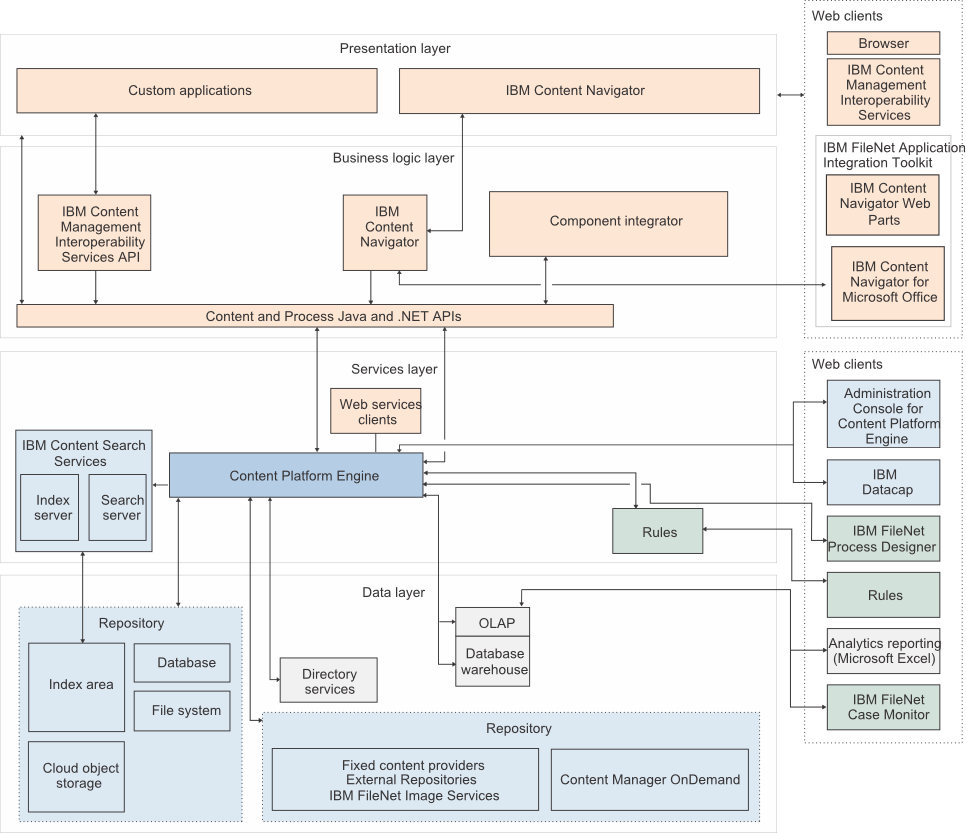 Web clients
Browser
IBM Content
Management
Interoperability
Services
IBM FileNet Application
Integration Toolkit
IBM Content
Navigator Web
Parts
IBM Content
Navigator for
Microsoft Office
Presentation layer
Custom applications
IBM Content Navigator
Business logic layer
IBM Content
Management
Interoperability
Services API
IBM
Content
Navigator
Component integrator
Content and Process Java and .NET APIs
Services layer
Web services
clients
IBM Content Search
Services
Index
server
Search
server
Content Platform Engine
Rules
Web clients
Administration
Console for
Content Platform
Engine
IBM
Datacap
IBM FileNet
Process Designer
Rules
Analytics reporting
(Microsoft Excel)
IBM FileNet
Case Monitor
Data layer
Repository
Index area
Database
File system
Cloud object
storage
Directory
services
OLAP
Database
warehouse
Repository
Fixed content providers
External Repositories
IBM FileNet Image Services
Content Manager OnDemand